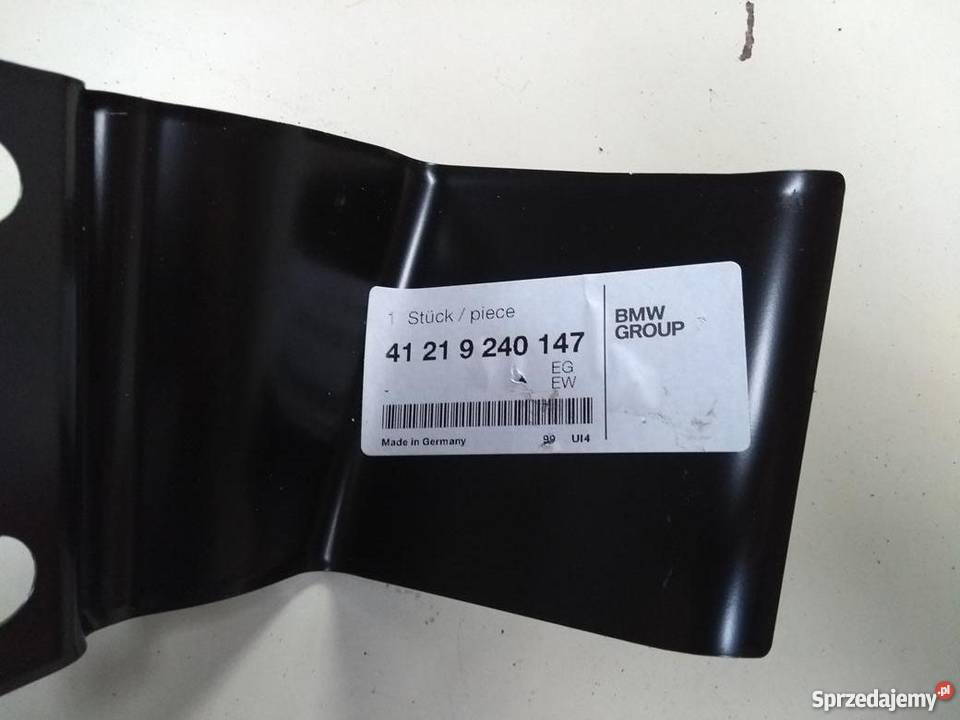 1 Stück / piece
41 21 9 240 147
EG
EW
-
Made in Germany
99 UI4
BMW
GROUP
Sprzedajemy.pl